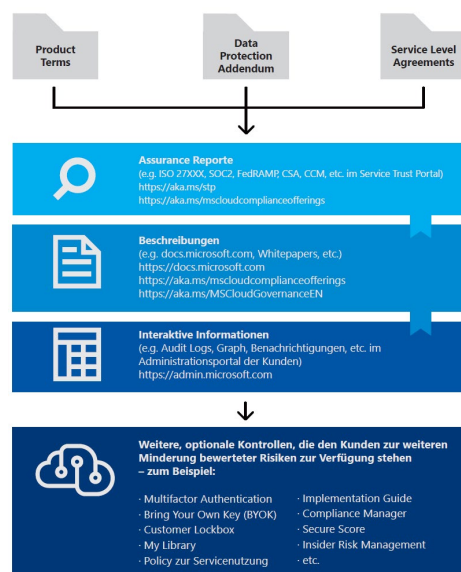 Product
Terms
Data
Protection
Addendum
Service Level
Agreements
Assurance Reporte
(e.g. ISO 27XXX, SOC2, FedRAMP, CSA, CCM, etc. im Service Trust Portal)
https://aka.ms/stp
https://aka.ms/mscloudcomplianceofferings
Beschreibungen
(e.g. docs.microsoft.com, Whitepapers, etc.)
https://docs.microsoft.com
https://aka.ms/mscloudcomplianceofferings
https://aka.ms/MSCloudGovernanceEN
Interaktive Informationen
(e.g. Audit Logs, Graph, Benachrichtigungen, etc. im
Administrationsportal der Kunden)
https://admin.microsoft.com
Weitere, optionale Kontrollen, die den Kunden zur weiteren
Minderung bewerteter Risiken zur Verfügung stehen
– zum Beispiel:
· Multifactor Authentication
· Bring Your Own Key (BYOK)
· Customer Lockbox
· My Library
· Policy zur Servicenutzung
· Implementation Guide
· Compliance Manager
· Secure Score
· Insider Risk Management
· etc.